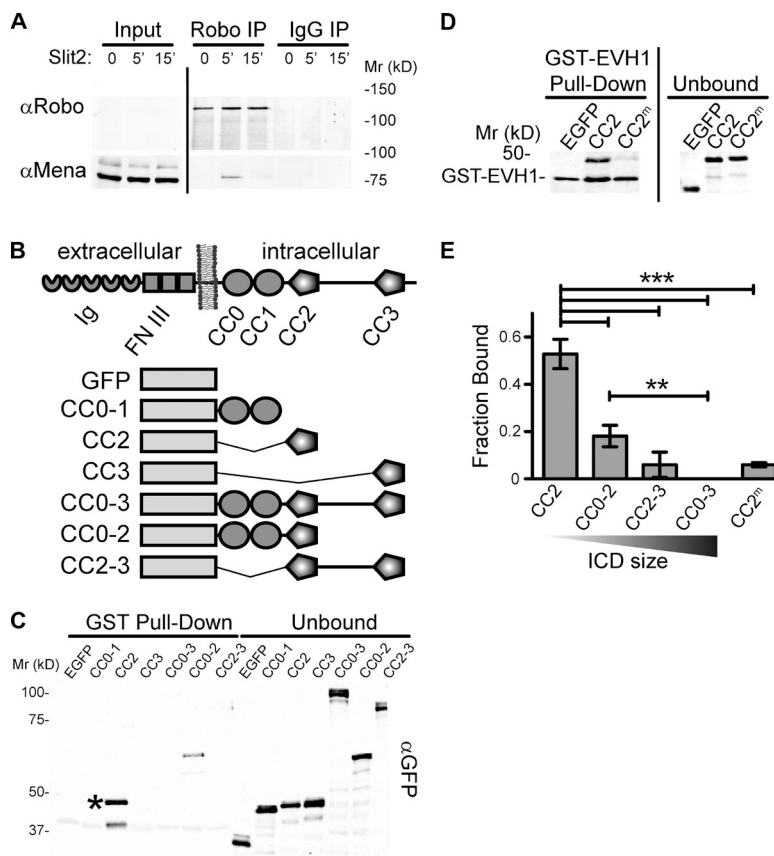 A
Input Robo IP IgG IP
Slit2: 0 5' 15' 0 5' 15' 0 5' 15'
Mr (kD)
αRobo
-150
-100
αMena
-100
-75
B
extracellular intracellular
Ig FN III CC0 CC1 CC2 CC3
GFP
CC0-1
CC2
CC3
CC0-3
CC0-2
CC2-3
C
GST Pull-Down Unbound
Mr (kD) EGFP CC0-1 CC2 CC3 CC0-3 CC0-2 CC2-3 EGFP CC0-1 CC2 CC3 CC0-3 CC0-2 CC2-3
100-
75-
50-
*
37-
αGFP
D
GST-EVH1
Pull-Down Unbound
Mr (kD) EGFP CC2 CC2m EGFP CC2 CC2m
50-
GST-EVH1-
E
***
**
Fraction Bound
0.6
0.4
0.2
0
CC2 CC0-2 CC2-3 CC0-3 CC2m
ICD size